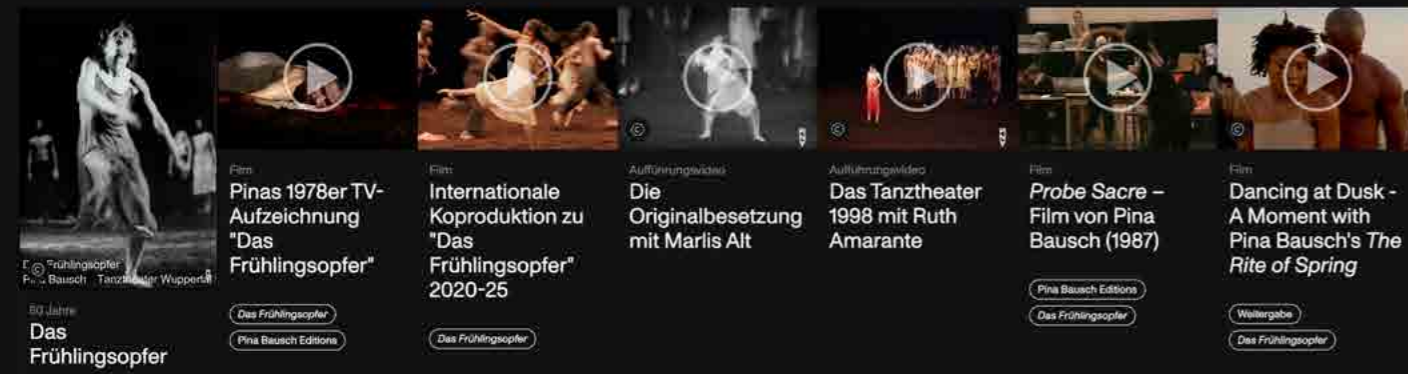 Das Frühlingsopfer
Pina Bausch Tanztheater Wuppertal
50 Jahre
Das
Frühlingsopfer
Film
Pinas 1978er TV-
Aufzeichnung
"Das
Frühlingsopfer"
Das Frühlingsopfer
Pina Bausch Editions
Film
Internationale
Koproduktion zu
"Das
Frühlingsopfer"
2020-25
Das Frühlingsopfer
©
Aufführungsvideo
Die
Originalbesetzung
mit Marlis Alt
©
Aufführungsvideo
Das Tanztheater
1998 mit Ruth
Amarante
Film
Probe Sacre –
Film von Pina
Bausch (1987)
Pina Bausch Editions
Das Frühlingsopfer
©
Film
Dancing at Dusk -
A Moment with
Pina Bausch's The
Rite of Spring
Weitergabe
Das Frühlingsopfer